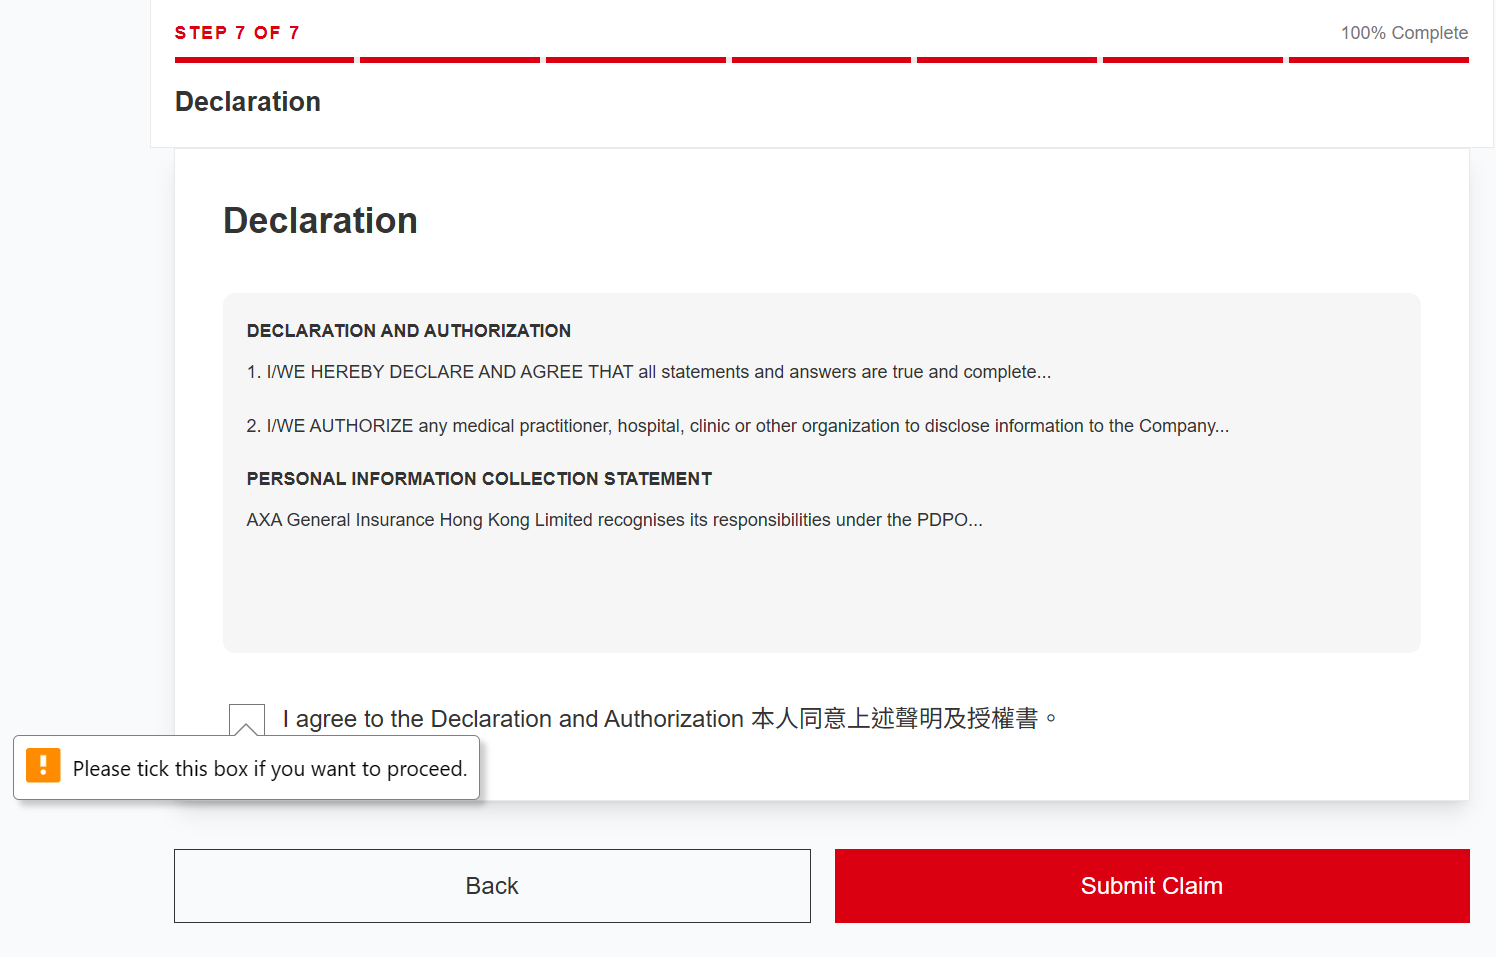 STEP 7 OF 7
100% Complete
Declaration
Declaration
DECLARATION AND AUTHORIZATION
1. I/WE HEREBY DECLARE AND AGREE THAT all statements and answers are true and complete...
2. I/WE AUTHORIZE any medical practitioner, hospital, clinic or other organization to disclose information to the Company...
PERSONAL INFORMATION COLLECTION STATEMENT
AXA General Insurance Hong Kong Limited recognises its responsibilities under the PDPO...
I agree to the Declaration and Authorization 本人同意上述聲明及授權書。
Please tick this box if you want to proceed.
Back
Submit Claim